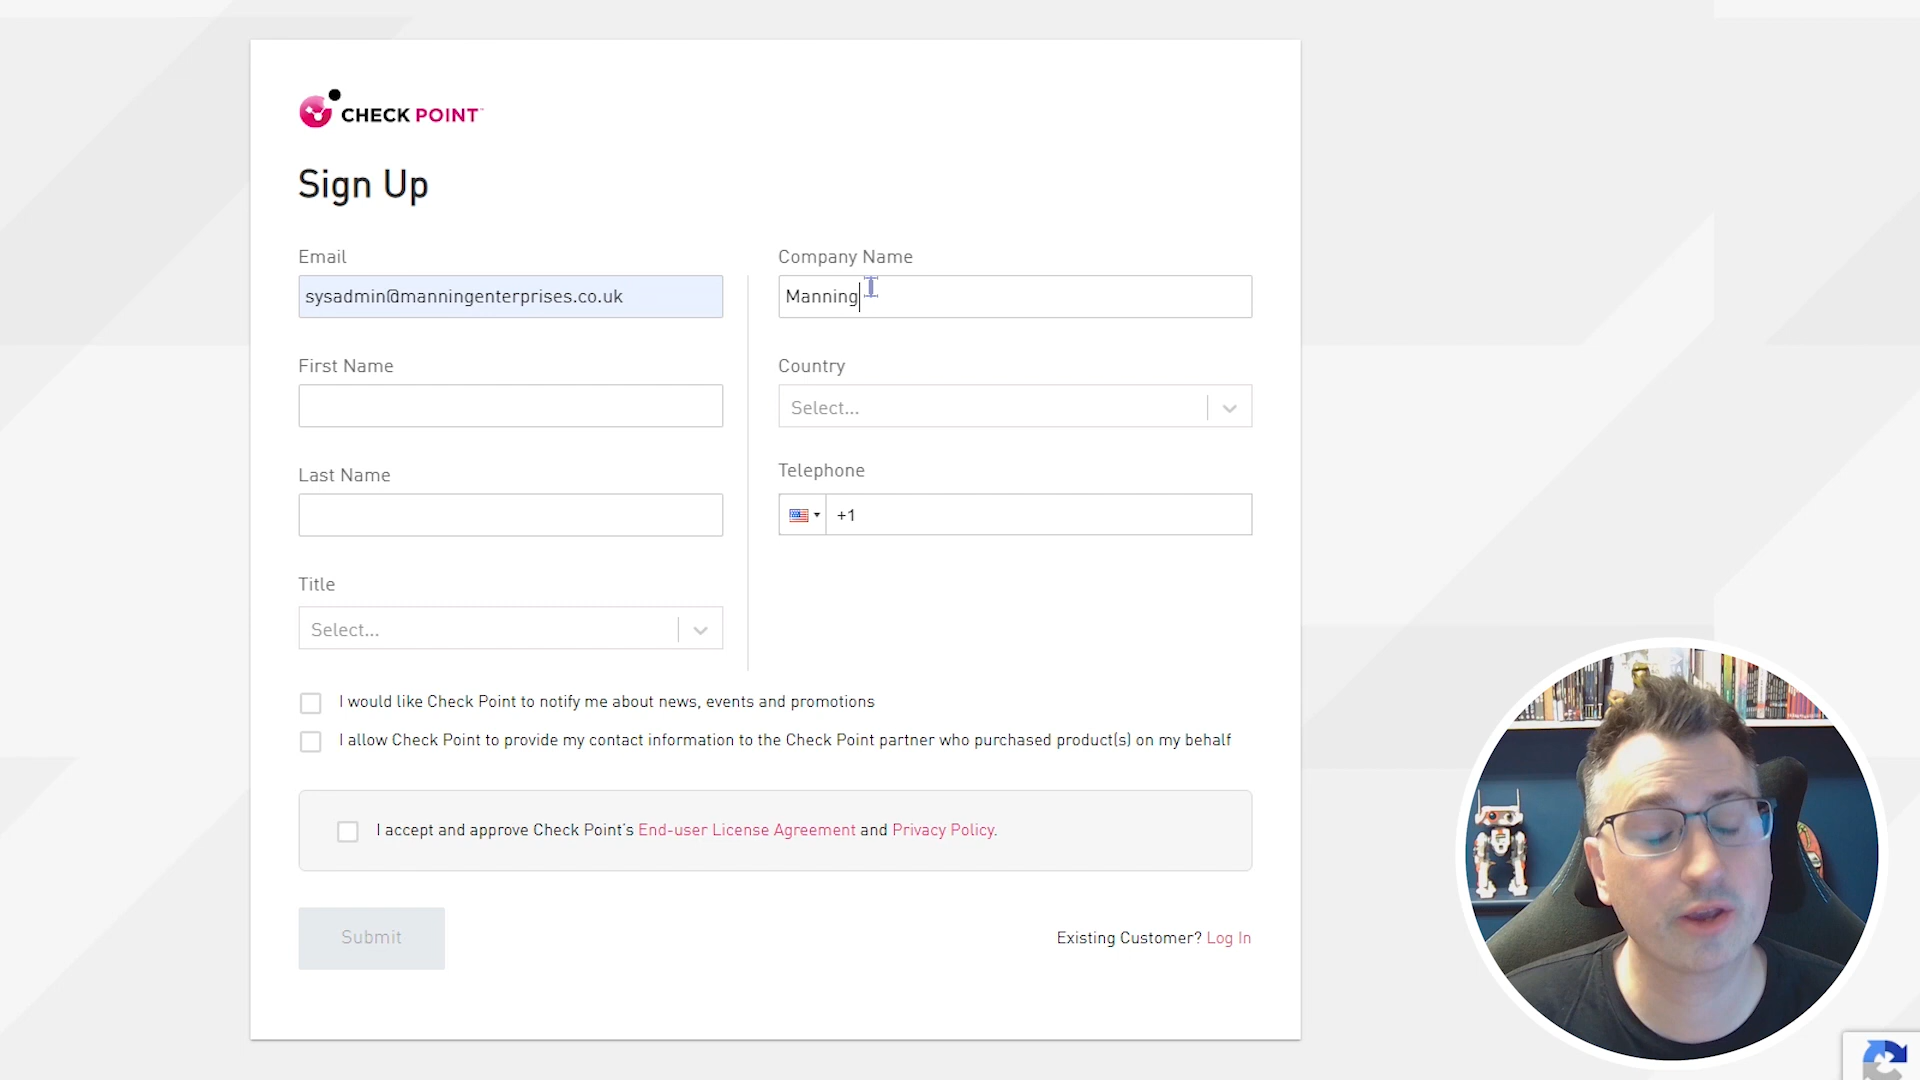 CHECK POINT
Sign Up
Email
sysadmin@manningenterprises.co.uk
First Name
Last Name
Title
Select...
Company Name
Manning
Country
Select...
Telephone
+1
I would like Check Point to notify me about news, events and promotions
I allow Check Point to provide my contact information to the Check Point partner who purchased product(s) on my behalf
I accept and approve Check Point's End-user License Agreement and Privacy Policy.
Submit
Existing Customer? Log In